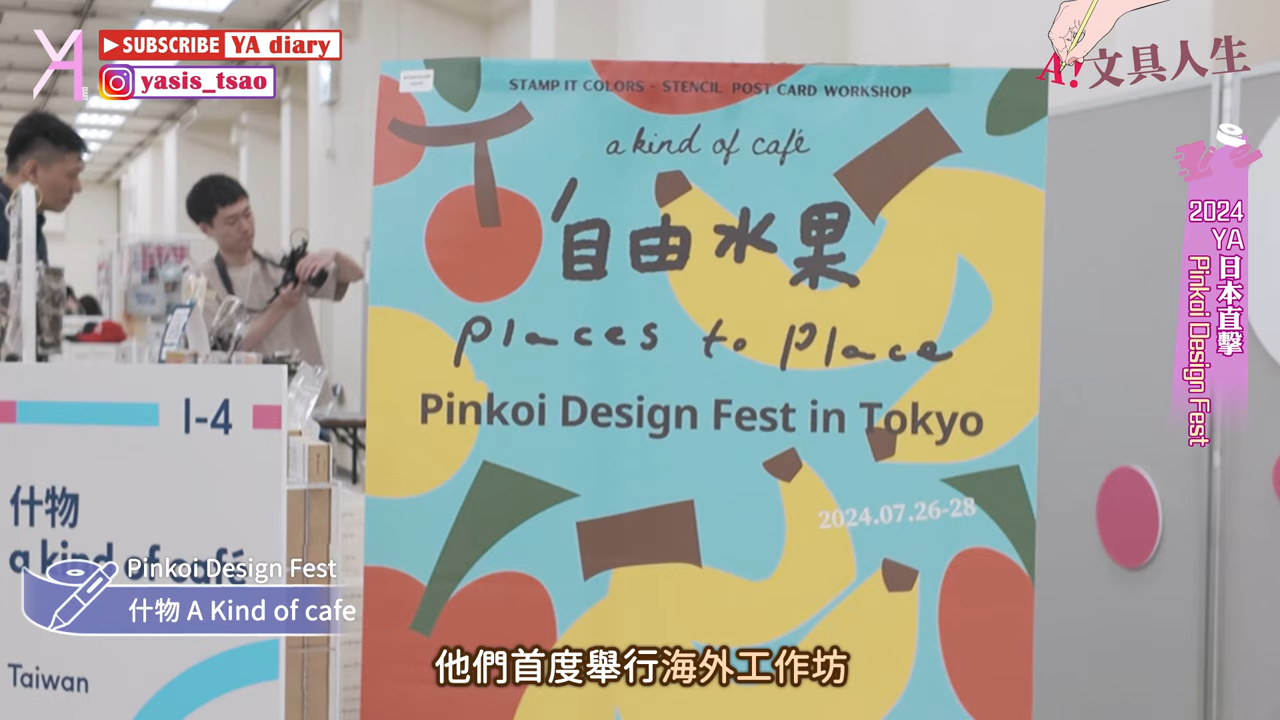 SUBSCRIBE YA diary
yasis_tsao
A!文具人生
2024
YA日本直擊
Pinkoi Design Fest
STAMP IT COLORS - STENCIL POST CARD WORKSHOP
a kind of café
自由水果
places to place
Pinkoi Design Fest in Tokyo
2024.07.26-28
I-4
什物
a kind of café
Pinkoi Design Fest
什物 A Kind of cafe
Taiwan
他們首度舉行海外工作坊